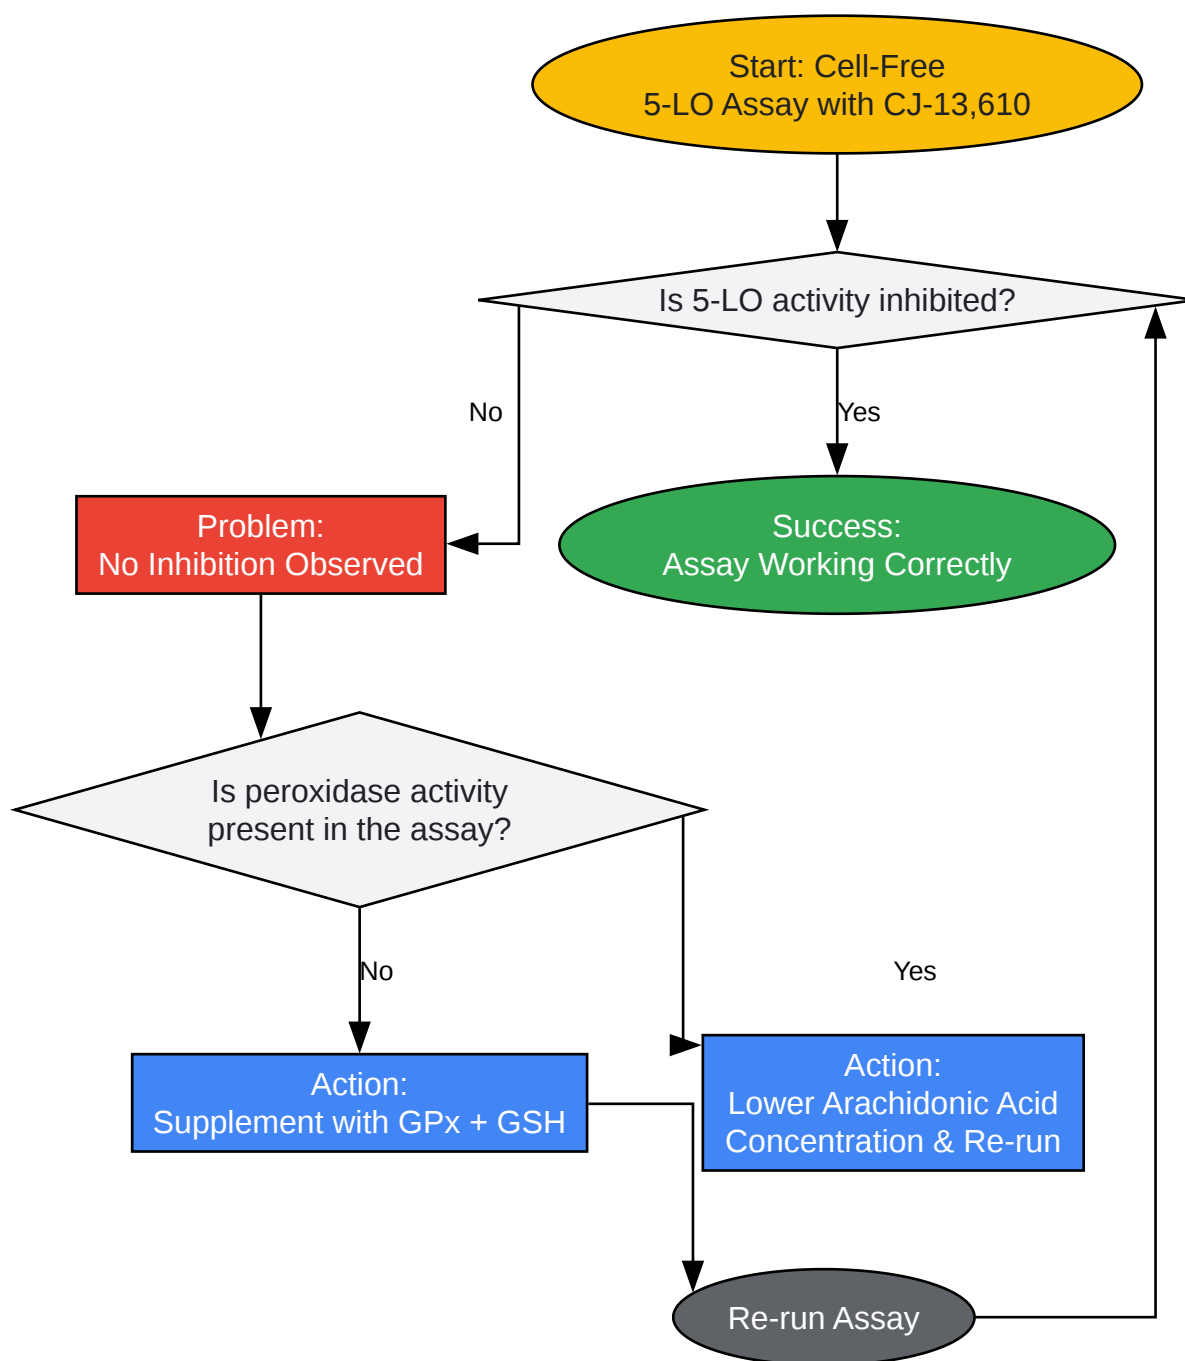 Start: Cell-Free
5-LO Assay with CJ-13,610
Is 5-LO activity inhibited?
No
Yes
Problem:
No Inhibition Observed
Success:
Assay Working Correctly
Is peroxidase activity
present in the assay?
No
Yes
Action:
Supplement with GPx + GSH
Action:
Lower Arachidonic Acid
Concentration & Re-run
Re-run Assay